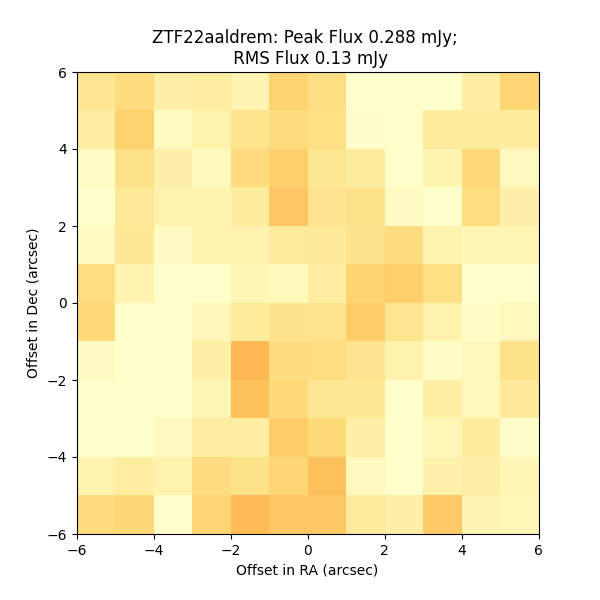 ZTF22aaldrem: Peak Flux 0.288 mJy;
RMS Flux 0.13 mJy
6
4
2
0
−2
−4
−6
Offset in Dec (arcsec)
−6 −4 −2 0 2 4 6
Offset in RA (arcsec)